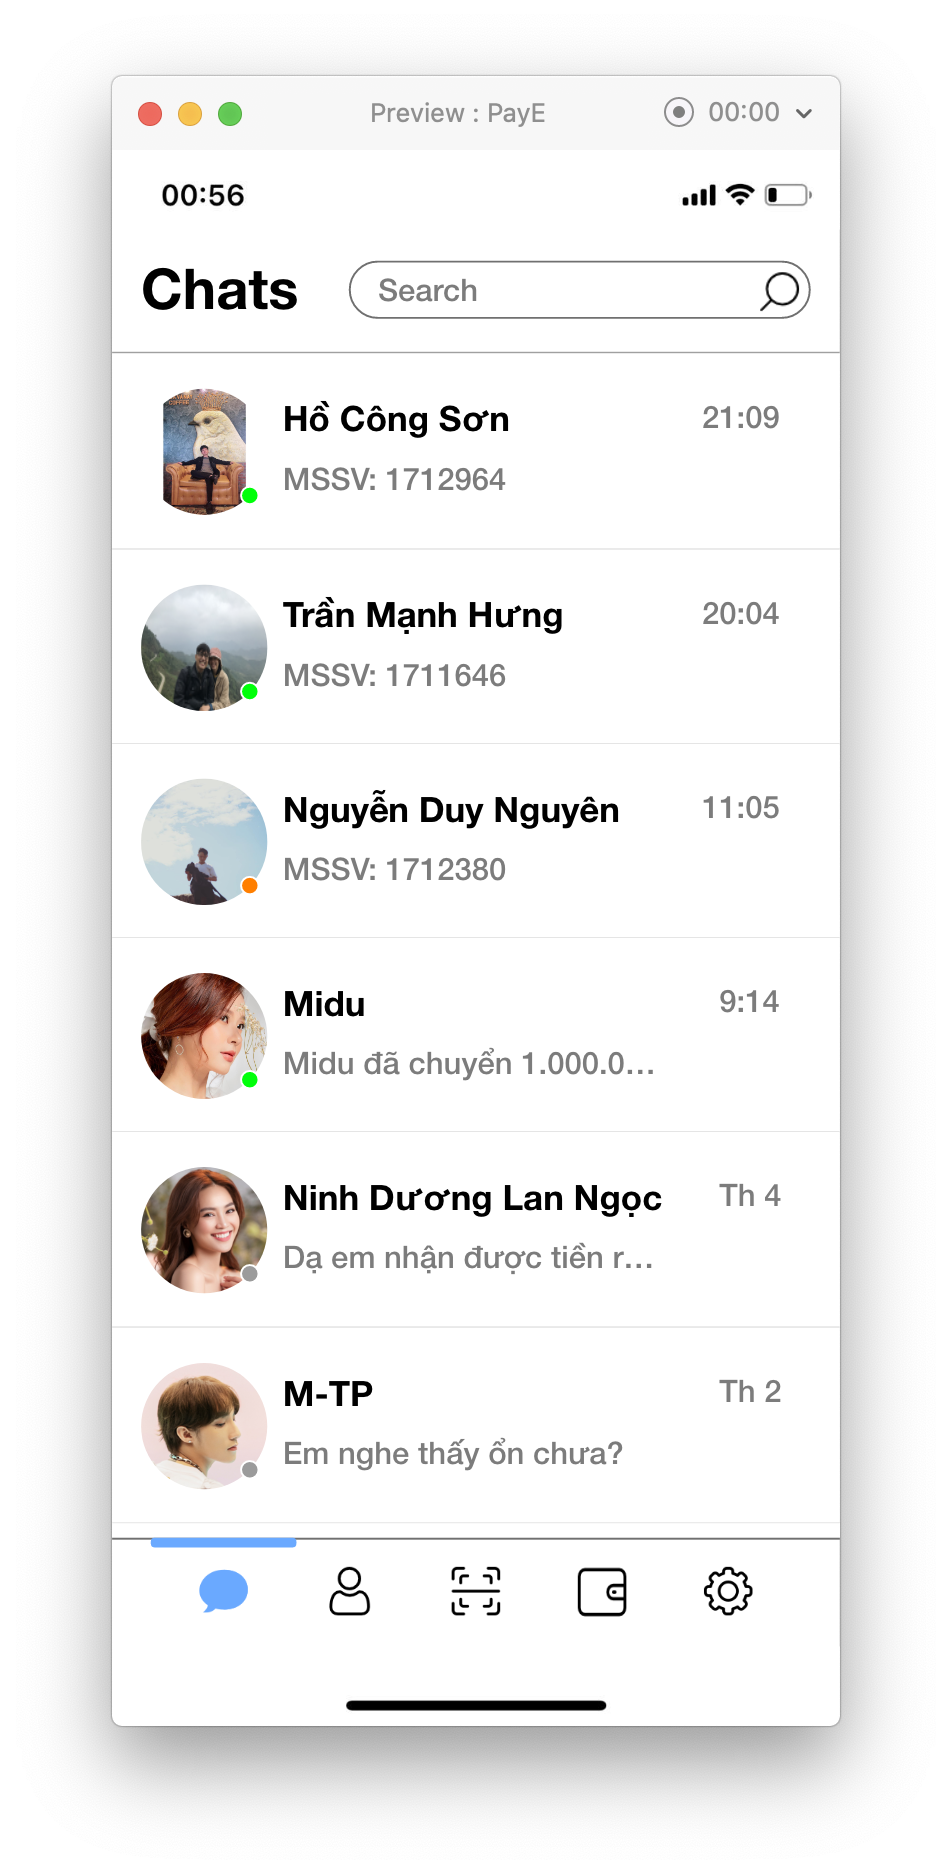 Preview : PayE
00:00
00:56
Chats
Search
Hồ Công Sơn
21:09
MSSV: 1712964
Trần Mạnh Hưng
20:04
MSSV: 1711646
Nguyễn Duy Nguyên
11:05
MSSV: 1712380
Midu
9:14
Midu đã chuyển 1.000.0...
Ninh Dương Lan Ngọc
Th 4
Dạ em nhận được tiền r...
M-TP
Th 2
Em nghe thấy ổn chưa?